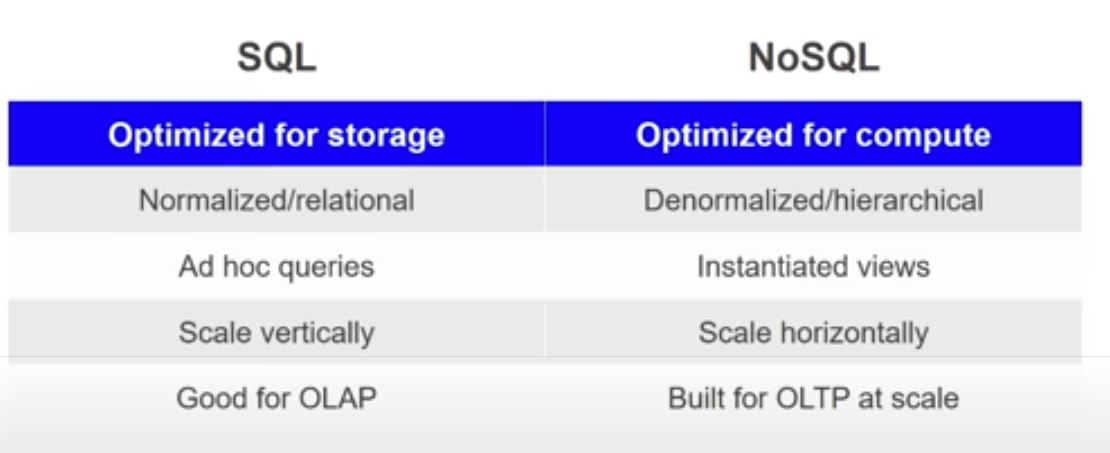 SQL NoSQL
Optimized for storage Optimized for compute
Normalized/relational Denormalized/hierarchical
Ad hoc queries Instantiated views
Scale vertically Scale horizontally
Good for OLAP Built for OLTP at scale